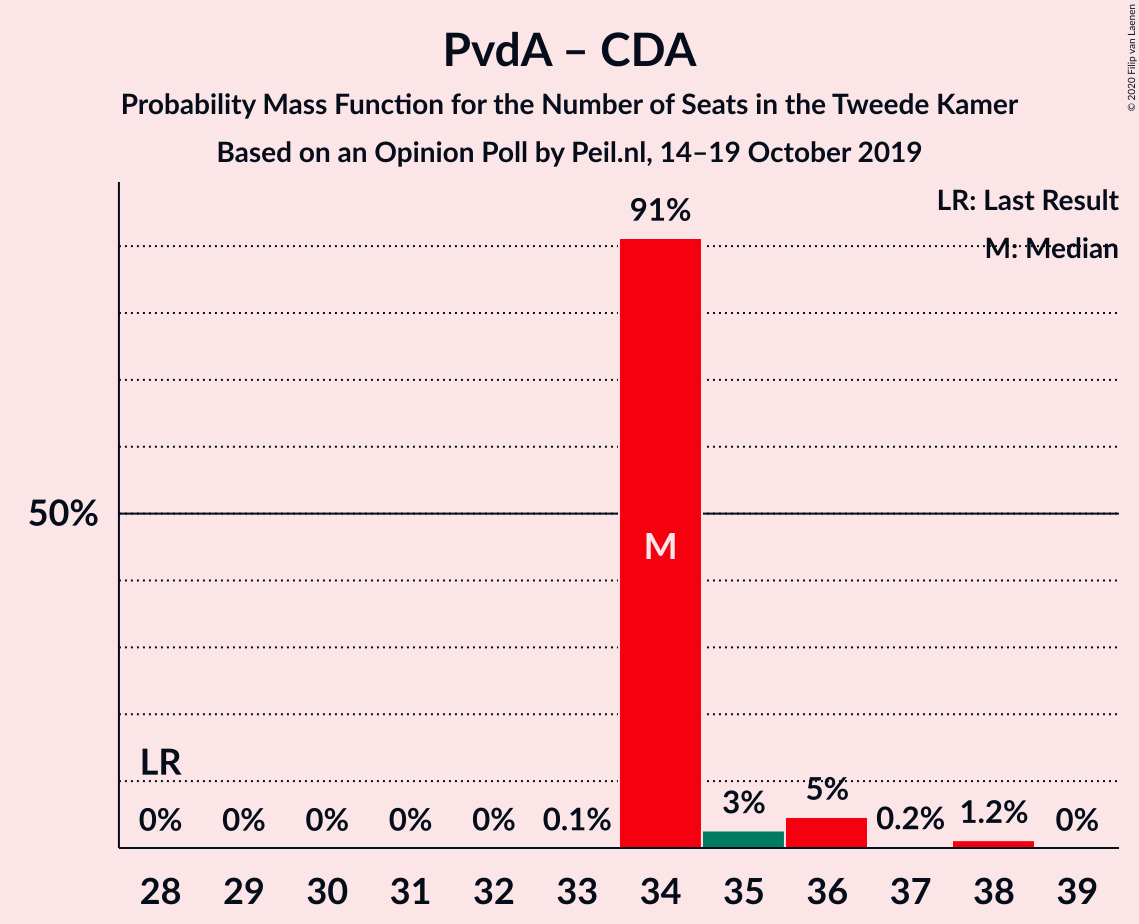 PvdA – CDA
Probability Mass Function for the Number of Seats in the Tweede Kamer
Based on an Opinion Poll by Peil.nl, 14–19 October 2019
© 2020 Filip van Laenen
LR: Last Result
M: Median
91%
50%
M
LR
0% 0% 0% 0% 0% 0.1% 3% 5% 0.2% 1.2% 0%
28 29 30 31 32 33 34 35 36 37 38 39